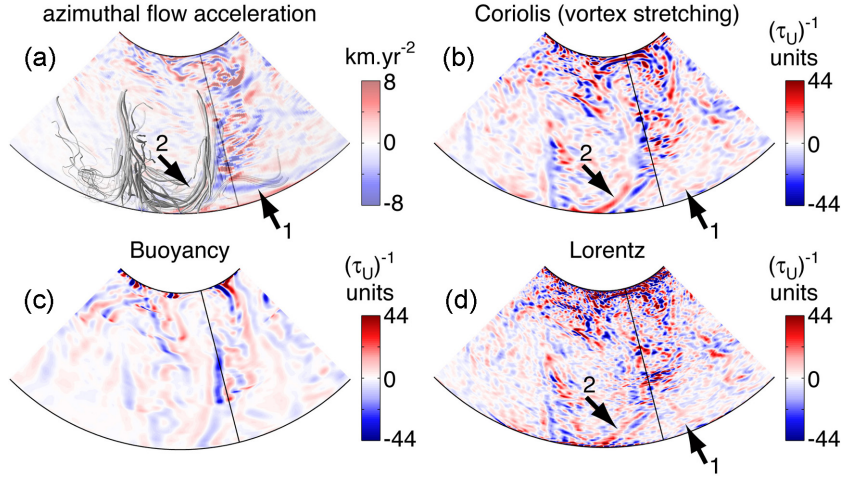 azimuthal flow acceleration
(a)
km.yr-2
8
0
-8
2
1
Coriolis (vortex stretching)
(b)
(τU)-1
units
44
0
-44
2
1
Buoyancy
(c)
(τU)-1
units
44
0
-44
Lorentz
(d)
(τU)-1
units
44
0
-44
2
1